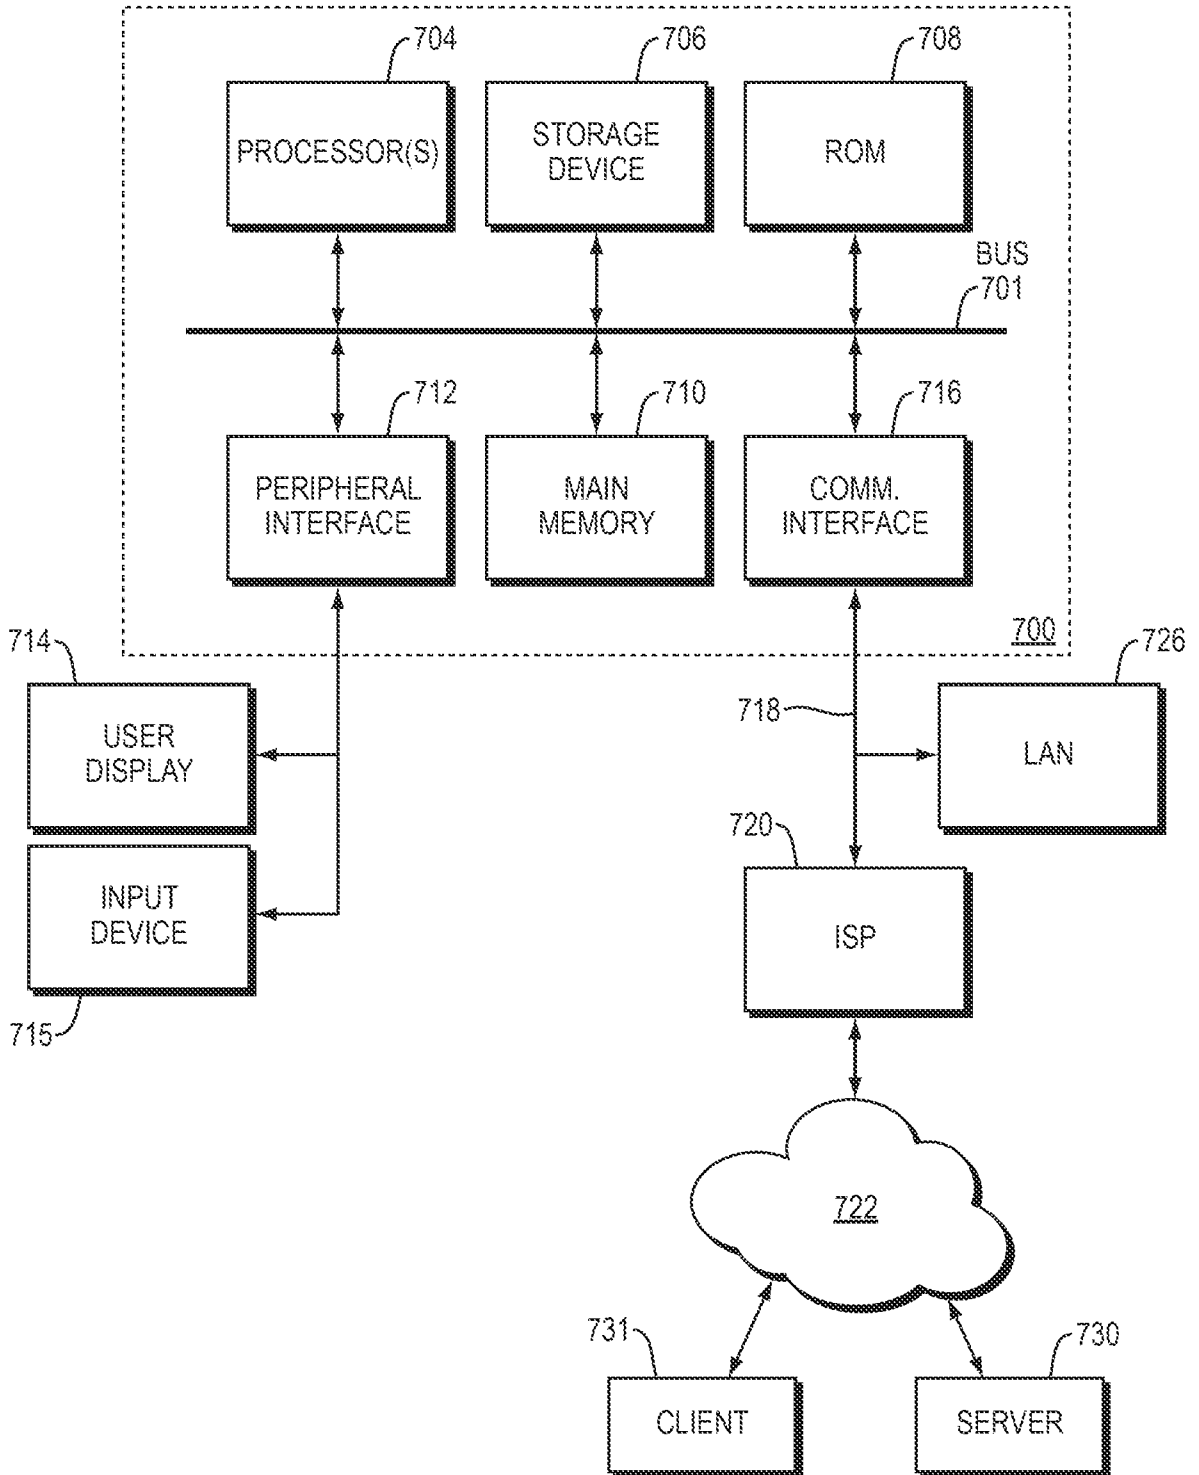 704
706
708
PROCESSOR(S)
STORAGE
DEVICE
ROM
BUS
701
712
710
716
PERIPHERAL
INTERFACE
MAIN
MEMORY
COMM.
INTERFACE
700
714
726
USER
DISPLAY
718
LAN
720
INPUT
DEVICE
ISP
715
722
731
730
CLIENT
SERVER